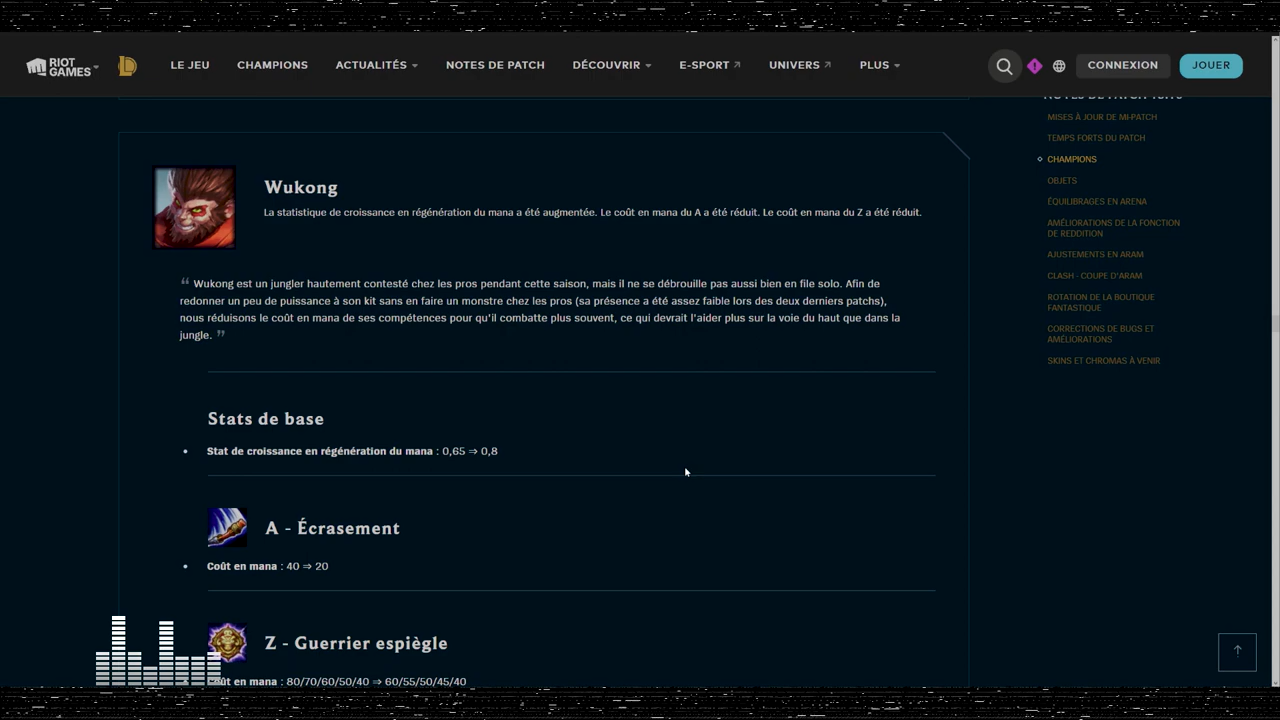 RIOT GAMES
LE JEU
CHAMPIONS
ACTUALITÉS
NOTES DE PATCH
DÉCOUVRIR
E-SPORT
UNIVERS
PLUS
CONNEXION
JOUER
Wukong
La statistique de croissance en régénération du mana a été augmentée. Le coût en mana du A a été réduit. Le coût en mana du Z a été réduit.
“ Wukong est un jungler hautement contesté chez les pros pendant cette saison, mais il ne se débrouille pas aussi bien en file solo. Afin de
redonner un peu de puissance à son kit sans en faire un monstre chez les pros (sa présence a été assez faible lors des deux derniers patchs),
nous réduisons le coût en mana de ses compétences pour qu'il combatte plus souvent, ce qui devrait l'aider plus sur la voie du haut que dans la
jungle. ”
Stats de base
• Stat de croissance en régénération du mana : 0,65 ⇒ 0,8
A - Écrasement
• Coût en mana : 40 ⇒ 20
Z - Guerrier espiègle
Coût en mana : 80/70/60/50/40 ⇒ 60/55/50/45/40
MISES À JOUR DE MI-PATCH
TEMPS FORTS DU PATCH
CHAMPIONS
OBJETS
ÉQUILIBRAGES EN ARENA
AMÉLIORATIONS DE LA FONCTION
DE REDDITION
AJUSTEMENTS EN ARAM
CLASH - COUPE D'ARAM
ROTATION DE LA BOUTIQUE
FANTASTIQUE
CORRECTIONS DE BUGS ET
AMÉLIORATIONS
SKINS ET CHROMAS À VENIR